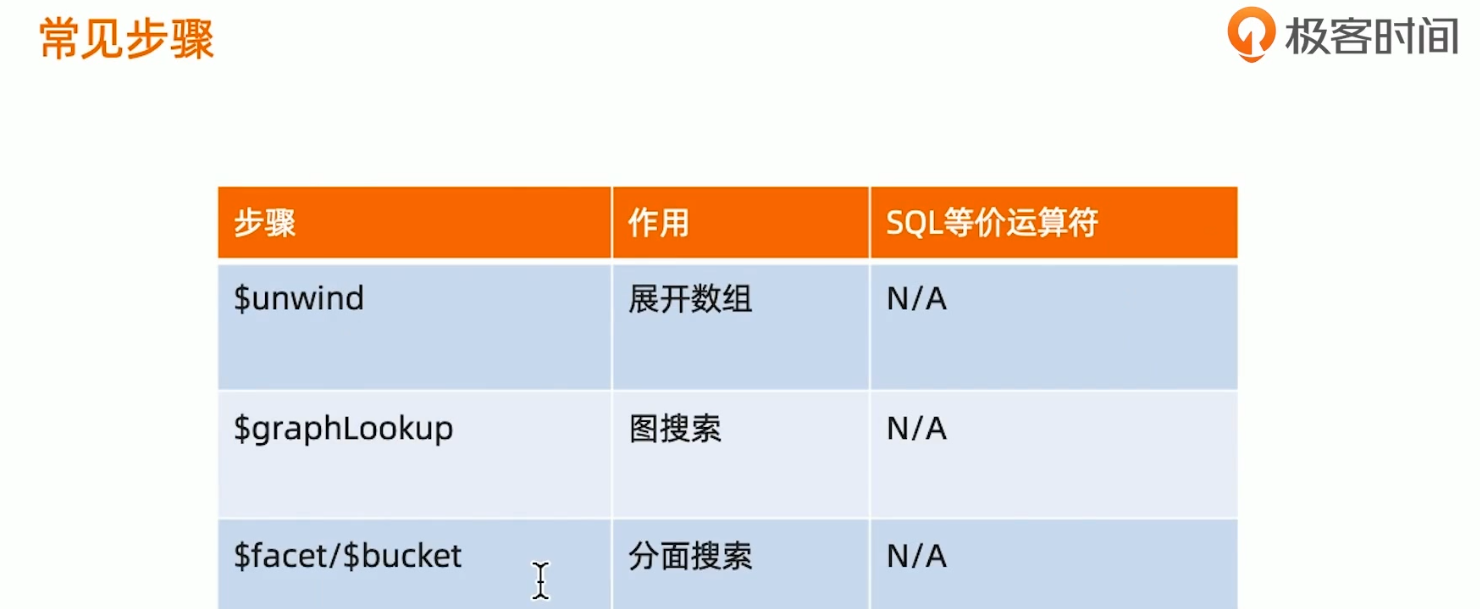 常见步骤
极客时间
步骤 作用 SQL等价运算符
$unwind 展开数组 N/A
$graphLookup 图搜索 N/A
$facet/$bucket 分面搜索 N/A